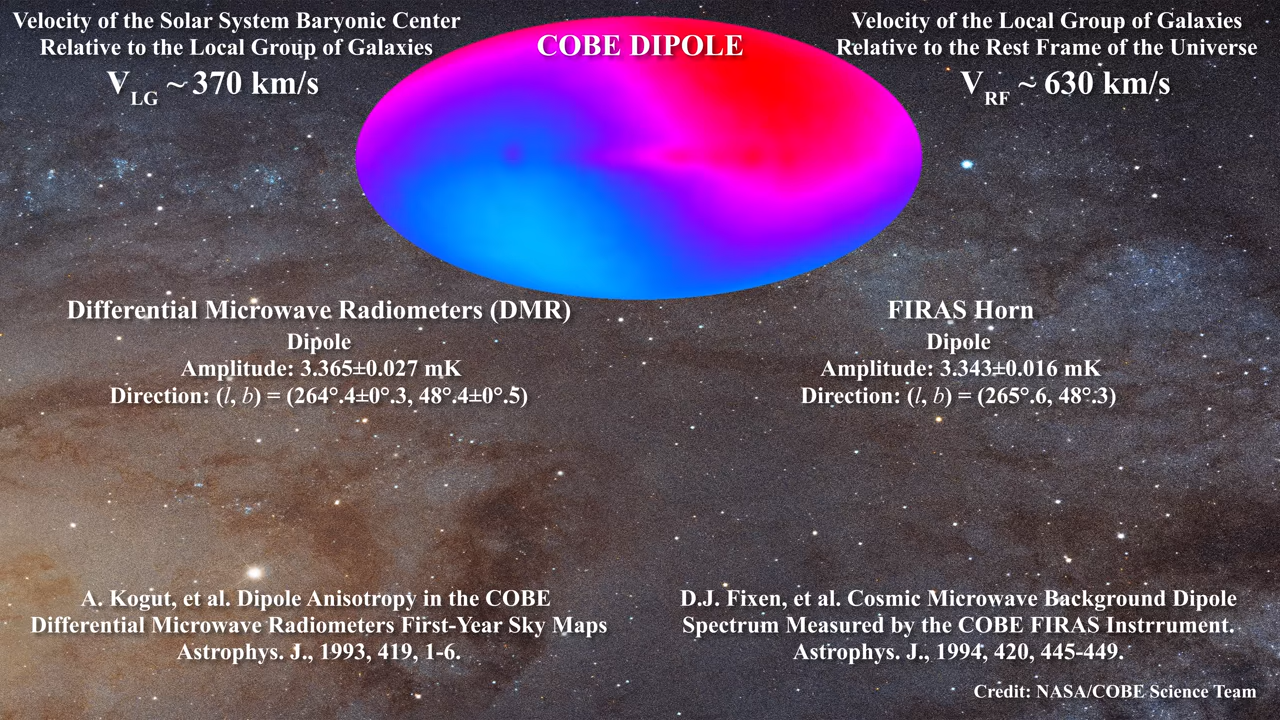 Velocity of the Solar System Baryonic Center
Relative to the Local Group of Galaxies
VLG ~ 370 km/s
COBE DIPOLE
Velocity of the Local Group of Galaxies
Relative to the Rest Frame of the Universe
VRF ~ 630 km/s
Differential Microwave Radiometers (DMR)
Dipole
Amplitude: 3.365±0.027 mK
Direction: (l, b) = (264°.4±0°.3, 48°.4±0°.5)
FIRAS Horn
Dipole
Amplitude: 3.343±0.016 mK
Direction: (l, b) = (265°.6, 48°.3)
A. Kogut, et al. Dipole Anisotropy in the COBE
Differential Microwave Radiometers First-Year Sky Maps
Astrophys. J., 1993, 419, 1-6.
D.J. Fixen, et al. Cosmic Microwave Background Dipole
Spectrum Measured by the COBE FIRAS Instrrument.
Astrophys. J., 1994, 420, 445-449.
Credit: NASA/COBE Science Team